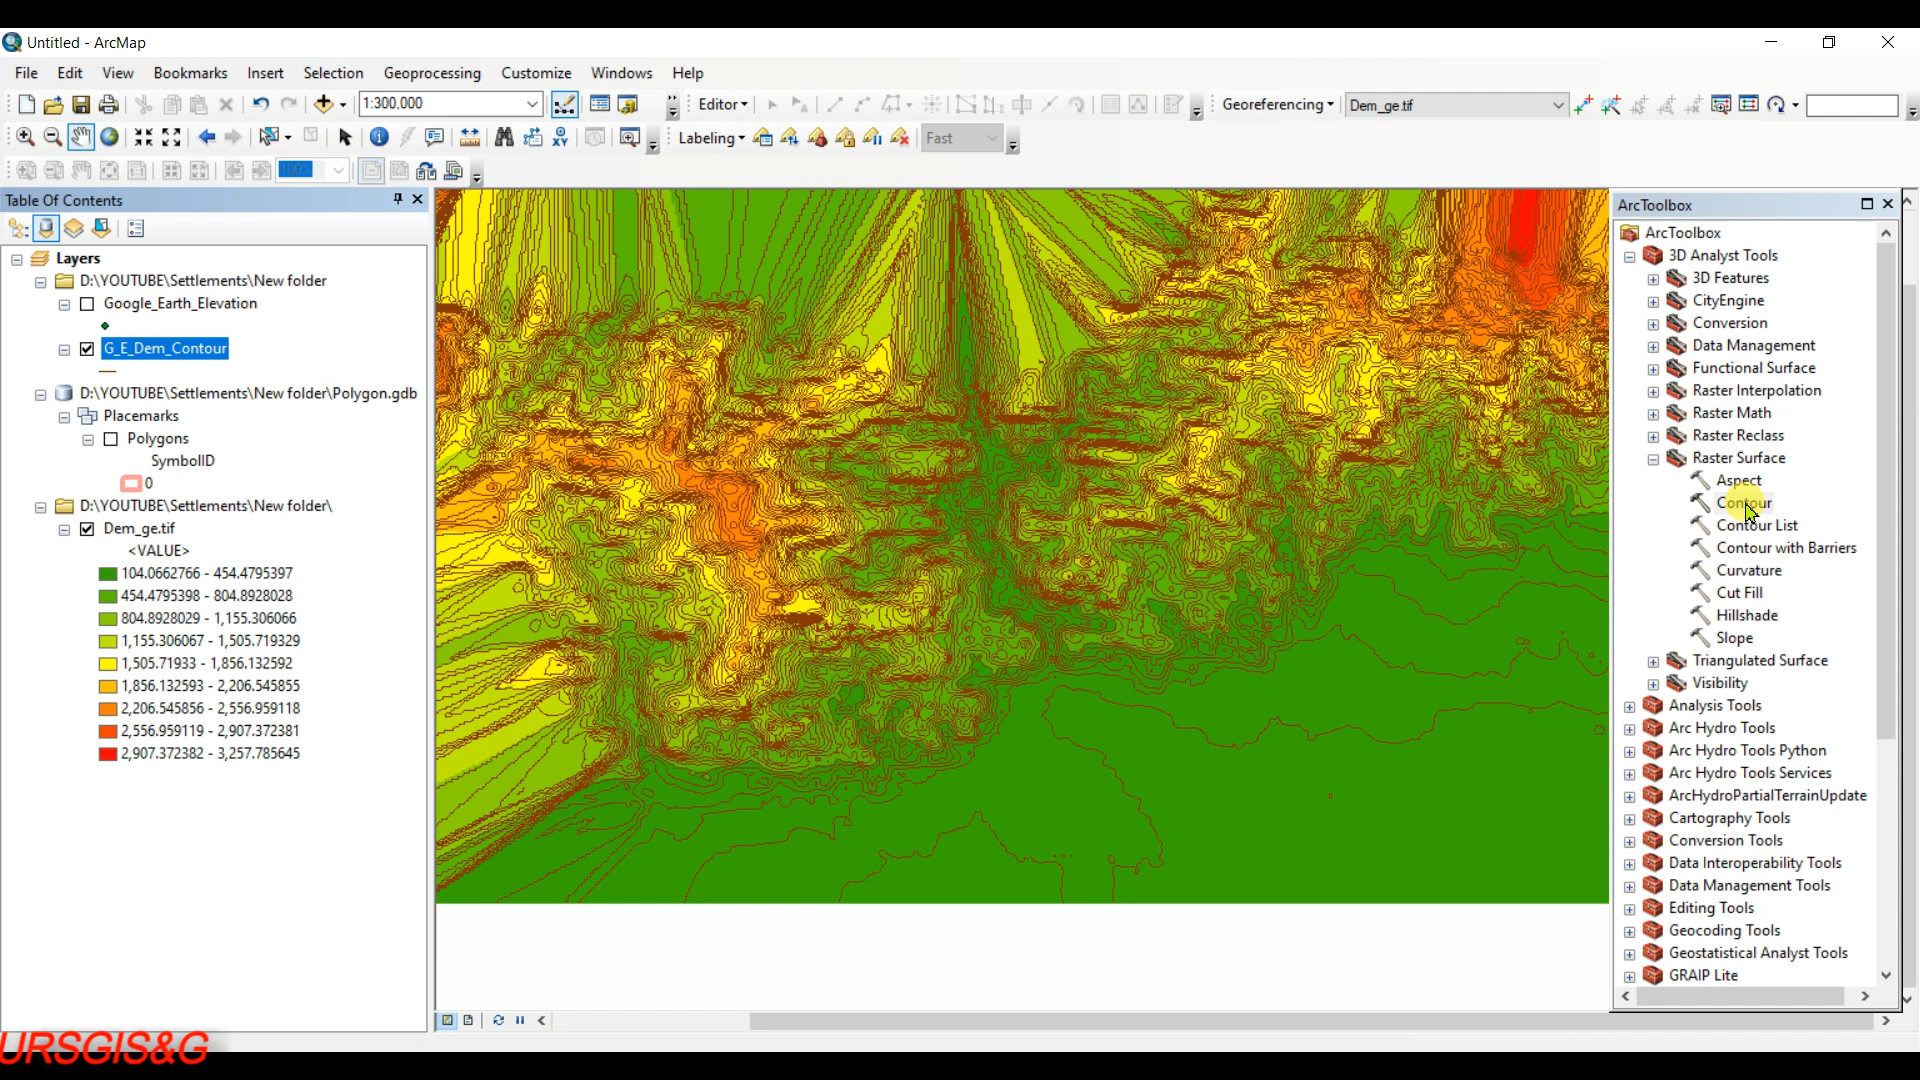 Untitled - ArcMap
File Edit View Bookmarks Insert Selection Geoprocessing Customize Windows Help
1:300,000 Editor Georeferencing Dem_ge.tif
Labeling Fast
100%
Table Of Contents
Layers
D:\YOUTUBE\Settlements\New folder
Google_Earth_Elevation
G_E_Dem_Contour
D:\YOUTUBE\Settlements\New folder\Polygon.gdb
Placemarks
Polygons
SymbolID
0
D:\YOUTUBE\Settlements\New folder\
Dem_ge.tif
<VALUE>
104.0662766 - 454.4795397
454.4795398 - 804.8928028
804.8928029 - 1,155.306066
1,155.306067 - 1,505.719329
1,505.71933 - 1,856.132592
1,856.132593 - 2,206.545855
2,206.545856 - 2,556.959118
2,556.959119 - 2,907.372381
2,907.372382 - 3,257.785645
ArcToolbox
ArcToolbox
3D Analyst Tools
3D Features
CityEngine
Conversion
Data Management
Functional Surface
Raster Interpolation
Raster Math
Raster Reclass
Raster Surface
Aspect
Contour
Contour List
Contour with Barriers
Curvature
Cut Fill
Hillshade
Slope
Triangulated Surface
Visibility
Analysis Tools
Arc Hydro Tools
Arc Hydro Tools Python
Arc Hydro Tools Services
ArcHydroPartialTerrainUpdate
Cartography Tools
Conversion Tools
Data Interoperability Tools
Data Management Tools
Editing Tools
Geocoding Tools
Geostatistical Analyst Tools
GRAIP Lite
URSGIS&G